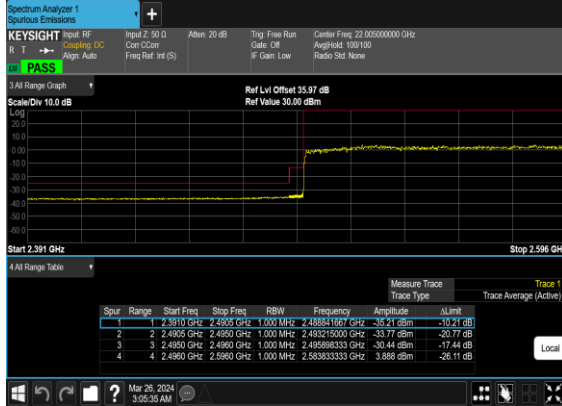 Spectrum Analyzer 1
Spurious Emissions
+
KEYSIGHT Input: RF Input Z: 50 Ω Atten: 20 dB Trig: Free Run Center Freq: 22.005000000 GHz
R T Coupling: DC Corr CCorr Gate: Off Avg|Hold: 100/100
Align: Auto Freq Ref: Int (S) IF Gain: Low Radio Std: None
LXI PASS
3 All Range Graph
Ref Lvl Offset 35.97 dB
Scale/Div 10.0 dB Ref Value 30.00 dBm
Log
20.0
10.0
0.00
-10.0
-20.0
-30.0
-40.0
-50.0
-60.0
Start 2.391 GHz Stop 2.596 GH
4 All Range Table
Measure Trace Trace 1
Trace Type Trace Average (Active)
Spur Range Start Freq Stop Freq RBW Frequency Amplitude ΔLimit
1 1 2.3910 GHz 2.4905 GHz 1.000 MHz 2.488841667 GHz -35.21 dBm -10.21 dB
2 2 2.4905 GHz 2.4950 GHz 1.000 MHz 2.493215000 GHz -33.77 dBm -20.77 dB
3 3 2.4950 GHz 2.4960 GHz 1.000 MHz 2.495898333 GHz -30.44 dBm -17.44 dB
4 4 2.4960 GHz 2.5960 GHz 1.000 MHz 2.583833333 GHz 3.888 dBm -26.11 dB
Local
?
Mar 26, 2024
3:05:35 AM